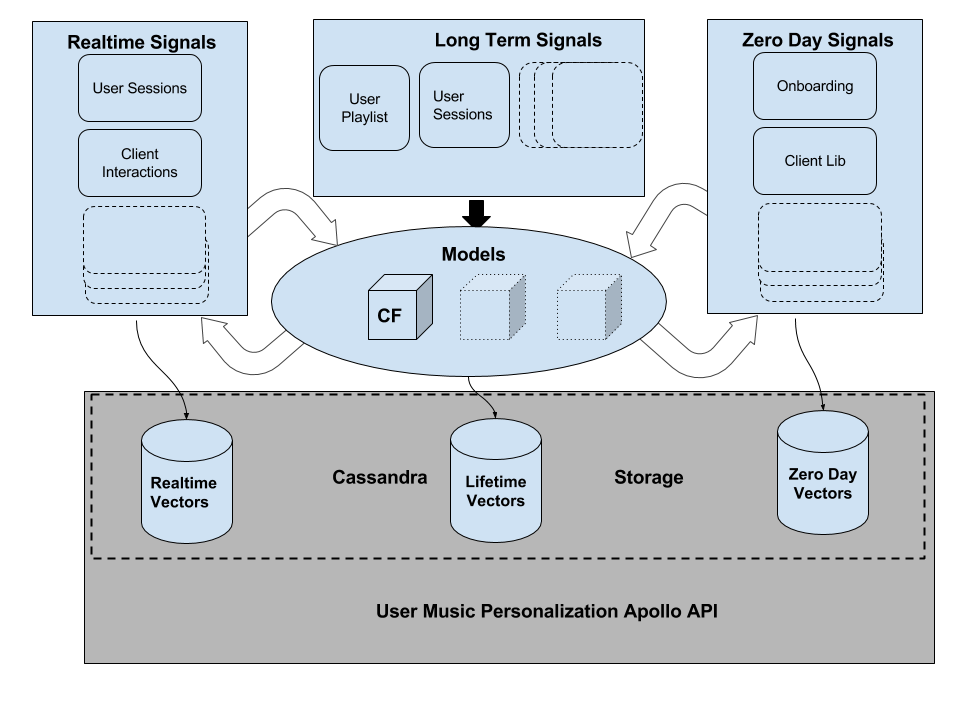 Realtime Signals
User Sessions
Client
Interactions
Long Term Signals
User
Playlist
User
Sessions
Zero Day Signals
Onboarding
Client Lib
Models
CF
Realtime
Vectors
Cassandra
Lifetime
Vectors
Storage
Zero Day
Vectors
User Music Personalization Apollo API